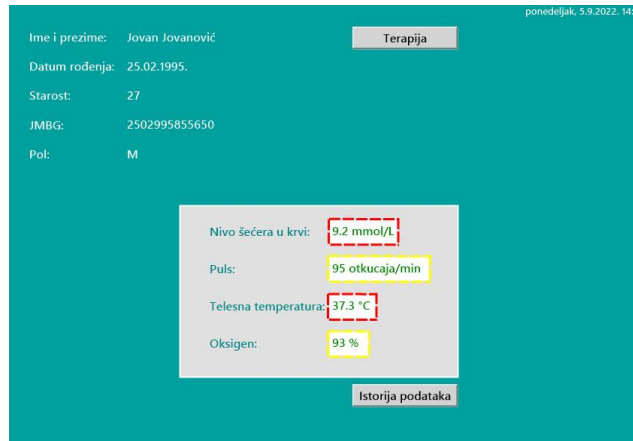 ponedeljak, 5.9.2022. 14:
Ime i prezime: Jovan Jovanović
Terapija
Datum rođenja: 25.02.1995.
Starost: 27
JMBG: 2502995855650
Pol: M
Nivo šećera u krvi: 9.2 mmol/L
Puls: 95 otkucaja/min
Telesna temperatura: 37.3 °C
Oksigen: 93 %
Istorija podataka